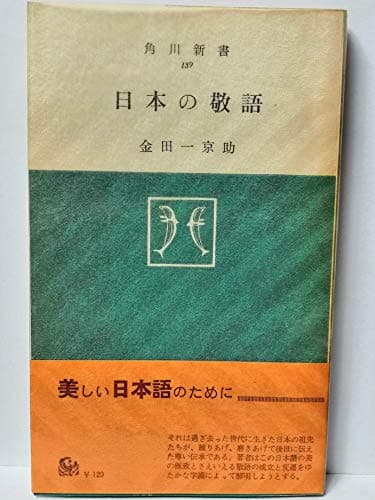 角川新書
139
日本の敬語
金田一京助
美しい日本語のために
それは過ぎ去った世代に生きた日本の祖先
たちが、練りあげ、磨きあげて後世に伝え
た尊い伝承である。著者はこの日本語の美
の極致とさえいえる敬語の成立と変遷をゆ
たかな学識によって解明しようとする。
￥120